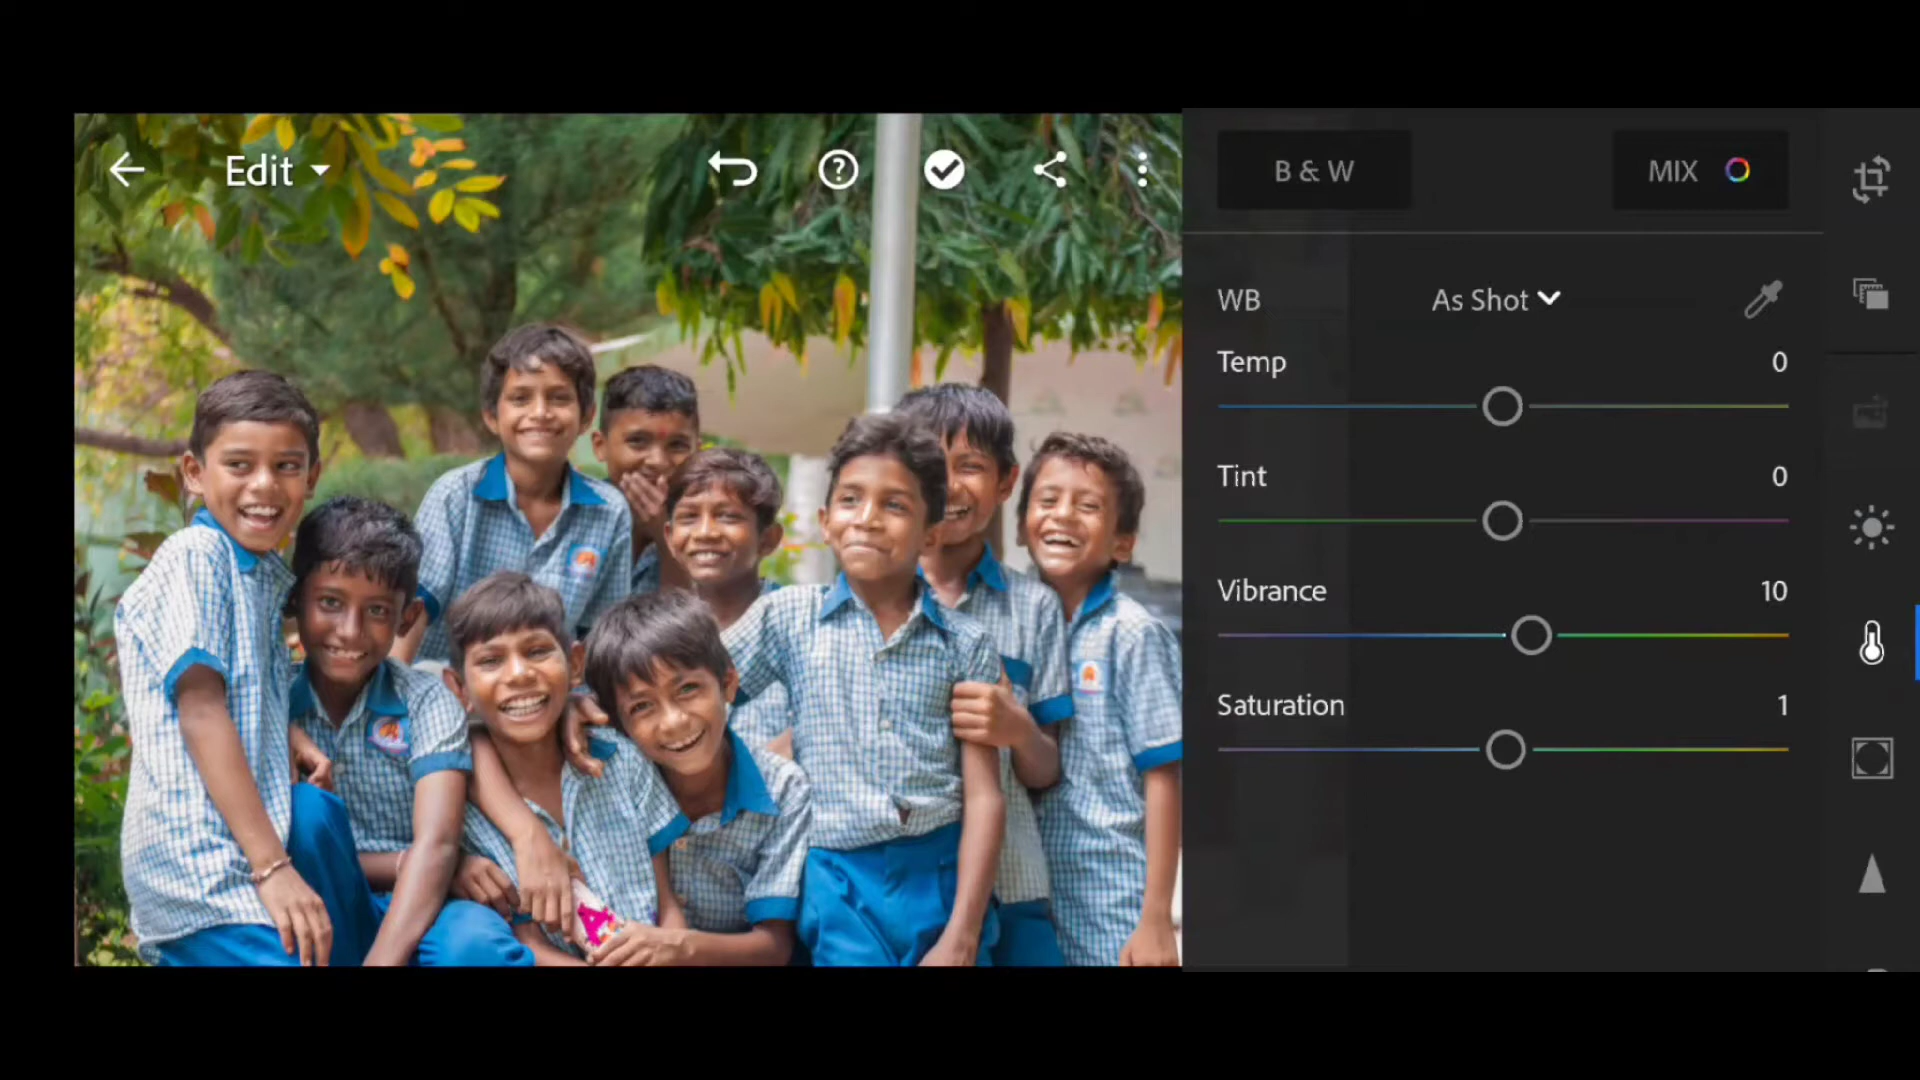 Edit
B & W
MIX
WB
As Shot
Temp
0
Tint
0
Vibrance
10
Saturation
1